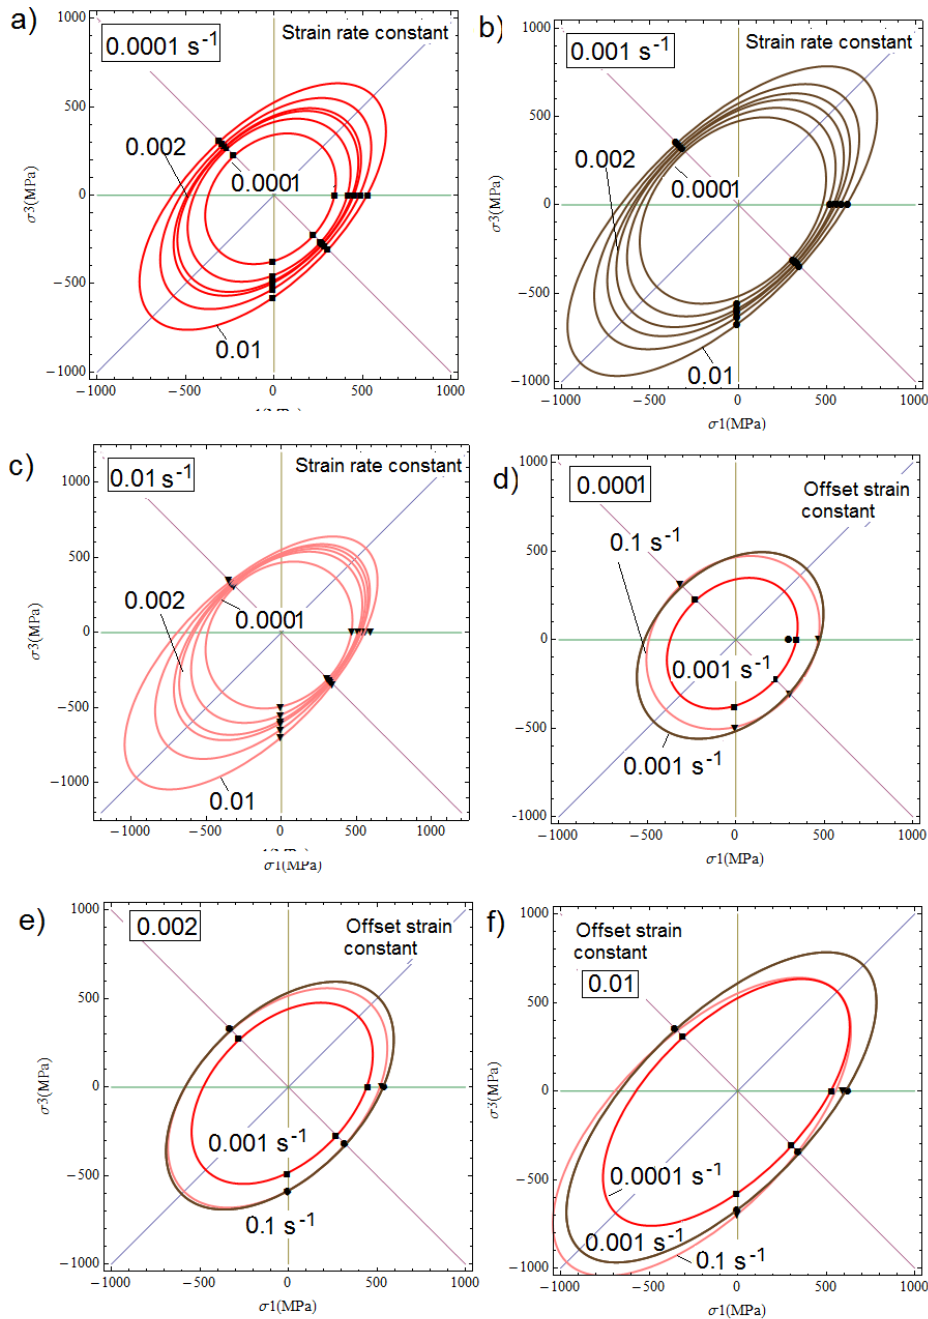 a)
0.0001 s⁻¹
Strain rate constant
1000
500
0
−500
−1000
σ3(MPa)
0.002
0.0001
0.01
−1000
−500
0
500
1000
b)
0.001 s⁻¹
Strain rate constant
1000
500
0
−500
−1000
σ3(MPa)
0.002
0.0001
0.01
−1000
−500
0
500
1000
σ1(MPa)
c)
0.01 s⁻¹
Strain rate constant
1000
500
0
−500
−1000
σ3(MPa)
0.002
0.0001
0.01
−1000
−500
0
500
1000
σ1(MPa)
d)
0.0001
Offset strain
constant
1000
500
0
−500
−1000
σ3(MPa)
0.1 s⁻¹
0.001 s⁻¹
0.001 s⁻¹
−1000
−500
0
500
1000
σ1(MPa)
e)
0.002
Offset strain
constant
1000
500
0
−500
−1000
σ3(MPa)
0.001 s⁻¹
0.1 s⁻¹
−1000
−500
0
500
1000
σ1(MPa)
f)
Offset strain
constant
0.01
1000
500
0
−500
−1000
σ3(MPa)
0.0001 s⁻¹
0.001 s⁻¹
0.1 s⁻¹
−1000
−500
0
500
1000
σ1(MPa)